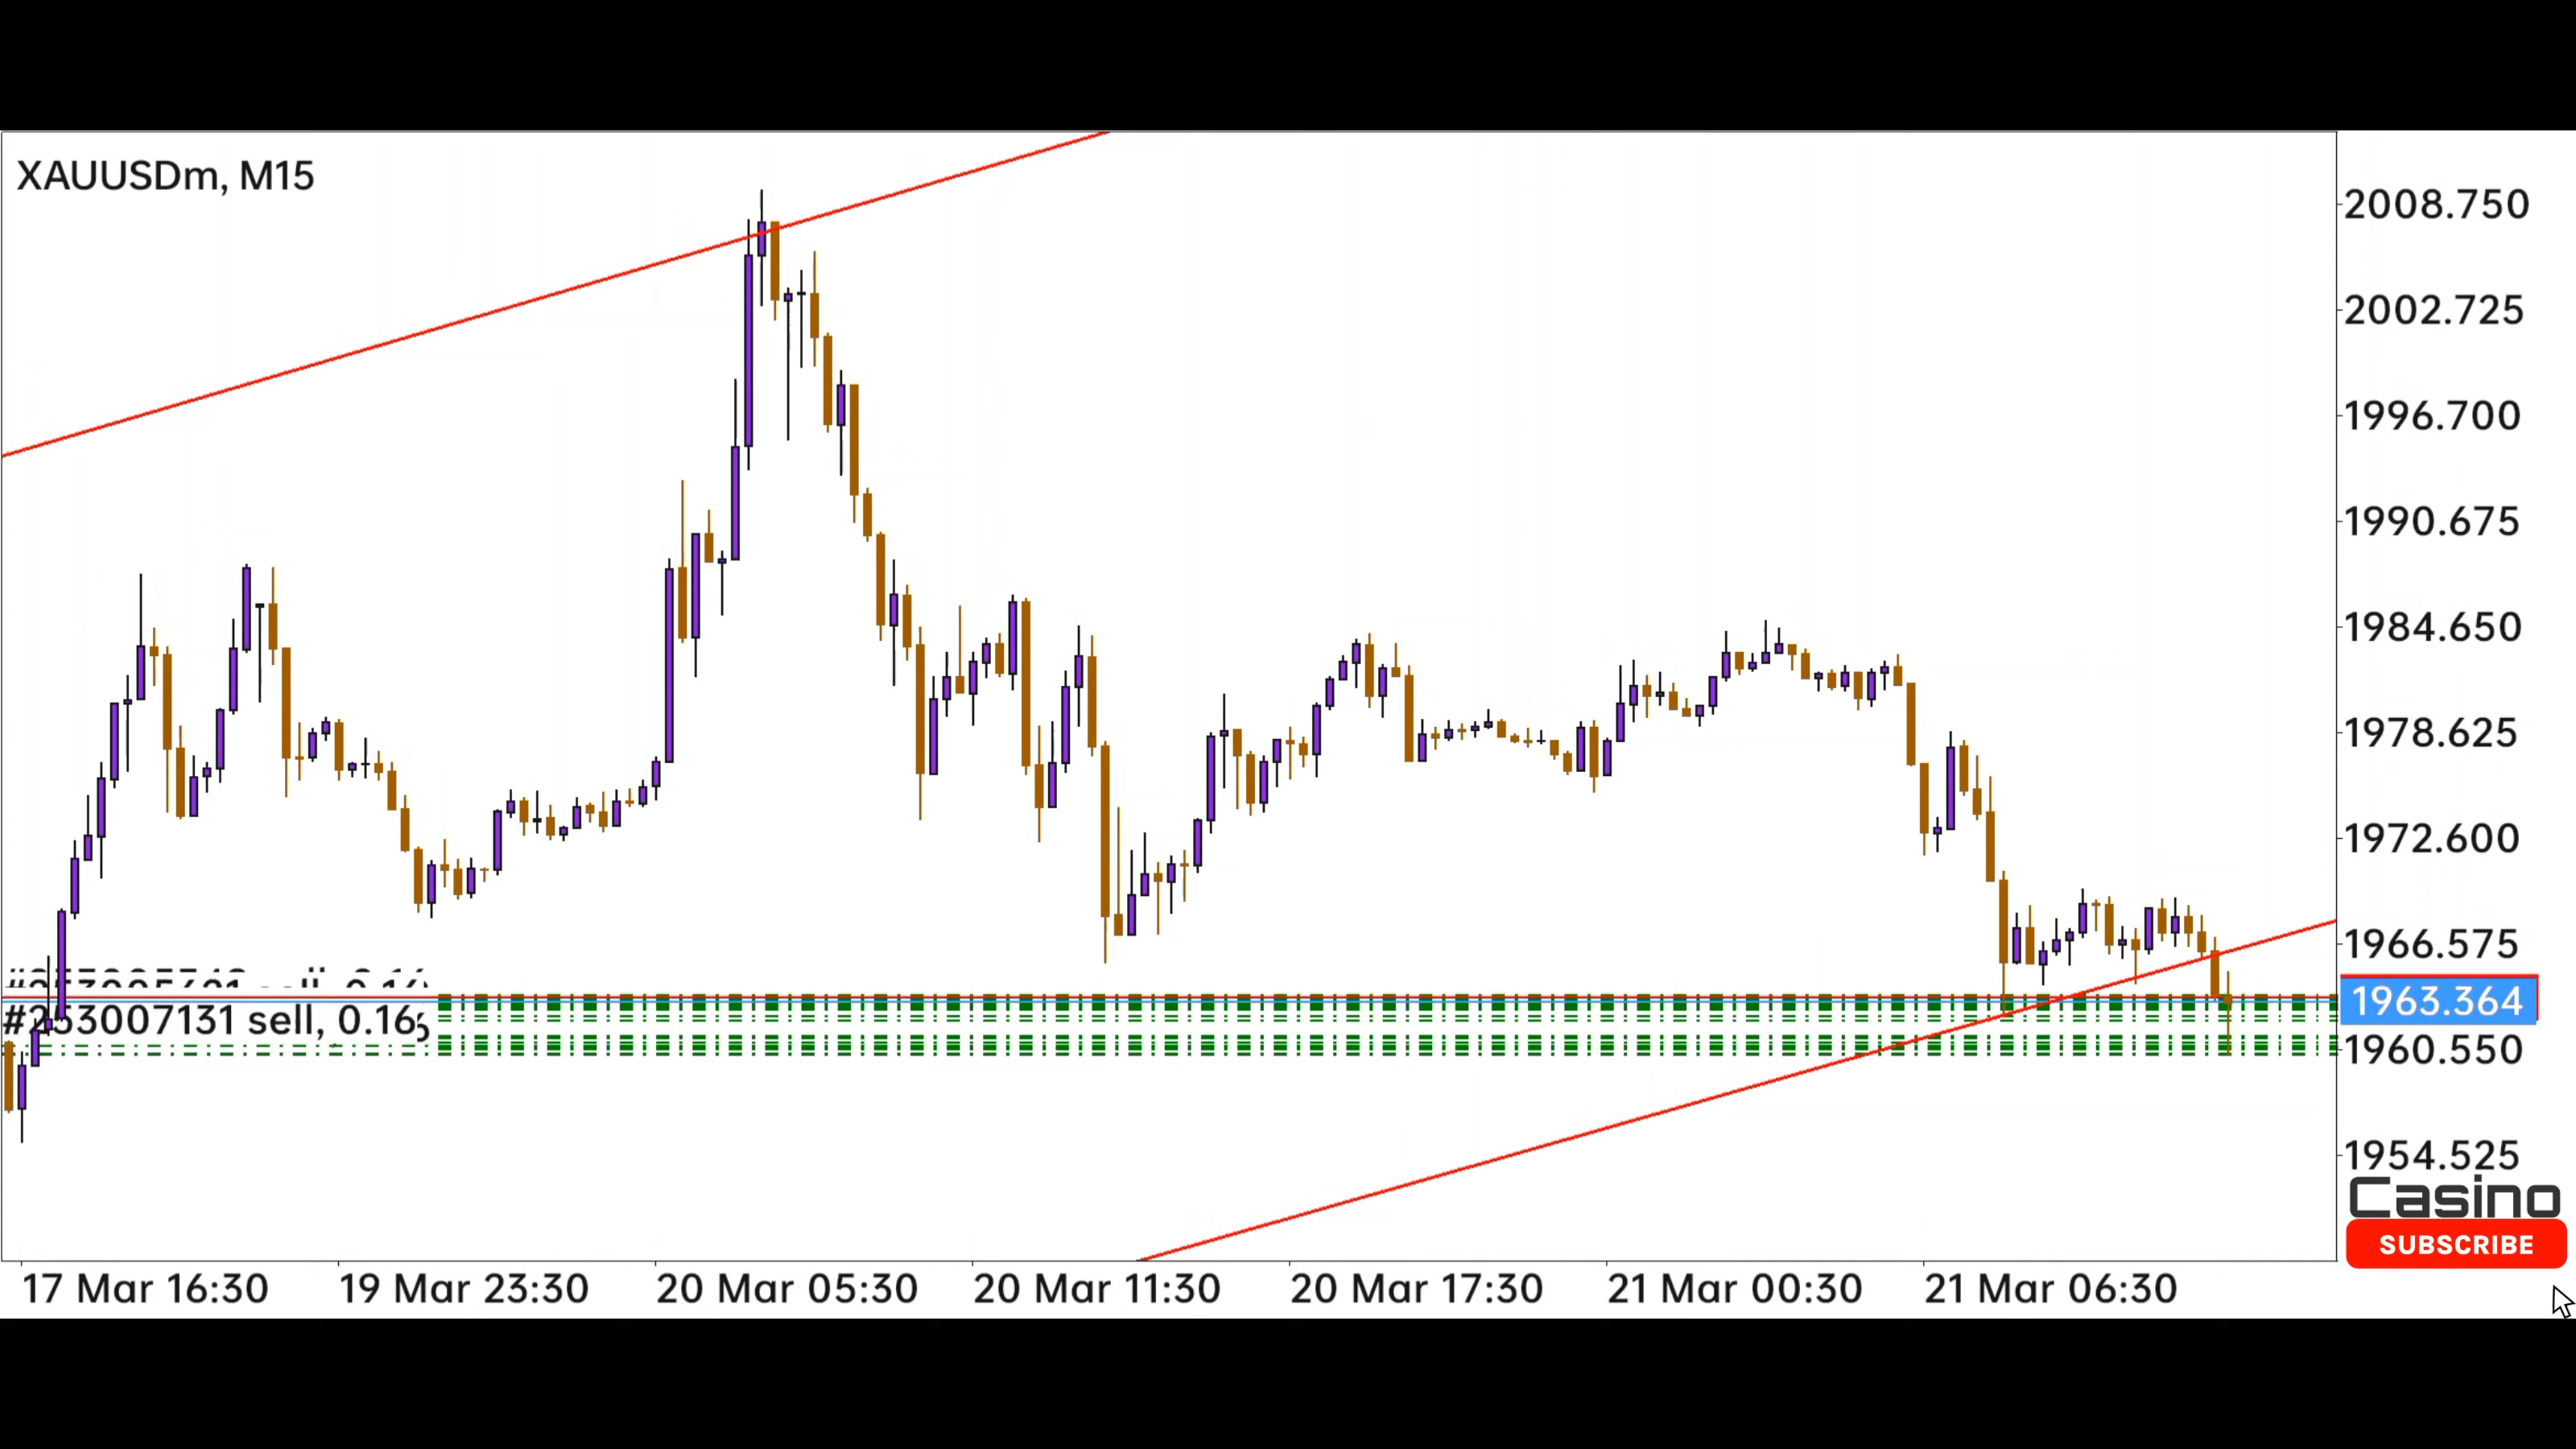 XAUUSDm, M15
2008.750
2002.725
1996.700
1990.675
1984.650
1978.625
1972.600
1966.575
#253007131 sell, 0.16
1963.364
1960.550
1954.525
Casino
SUBSCRIBE
17 Mar 16:30 19 Mar 23:30 20 Mar 05:30 20 Mar 11:30 20 Mar 17:30 21 Mar 00:30 21 Mar 06:30